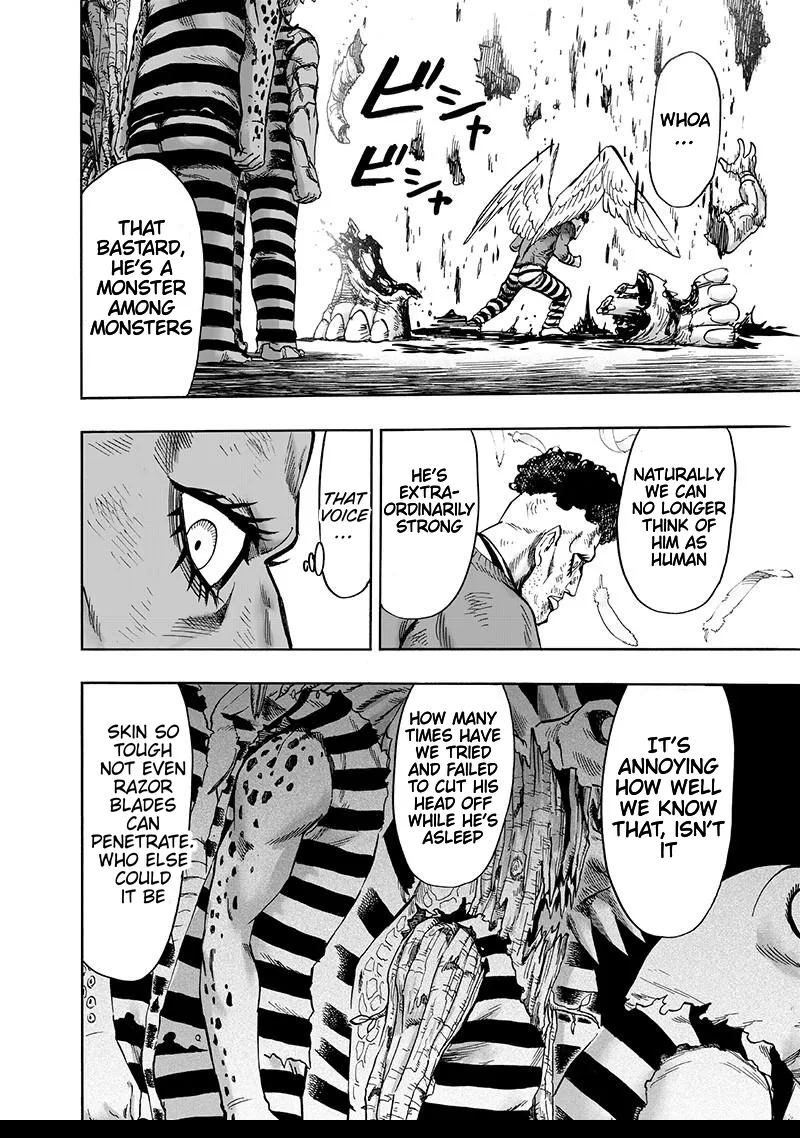 WHOA
...
ビシャ
ビシャ
THAT
BASTARD,
HE'S A
MONSTER
AMONG
MONSTERS
NATURALLY
WE CAN
NO LONGER
THINK OF
HIM AS
HUMAN
HE'S
EXTRA-
ORDINARILY
STRONG
THAT
VOICE
...
IT'S
ANNOYING
HOW WELL
WE KNOW
THAT, ISN'T
IT
HOW MANY
TIMES HAVE
WE TRIED
AND FAILED
TO CUT HIS
HEAD OFF
WHILE HE'S
ASLEEP
SKIN SO
TOUGH
NOT EVEN
RAZOR
BLADES
CAN
PENETRATE.
WHO ELSE
COULD
IT BE